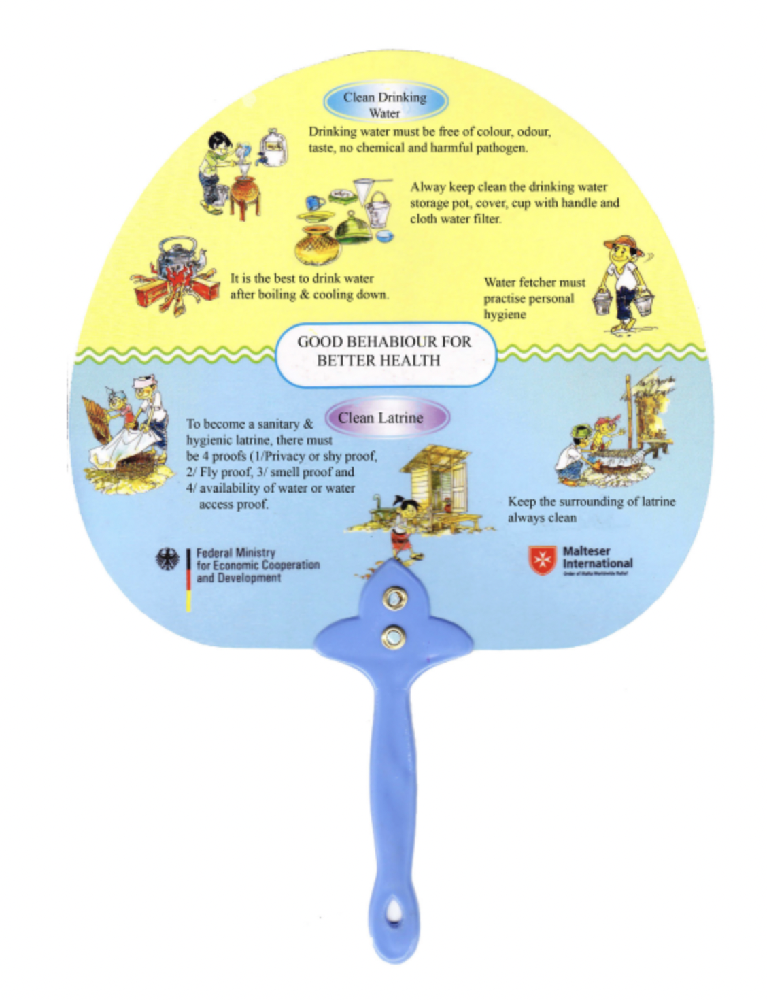 Clean Drinking
Water
Drinking water must be free of colour, odour,
taste, no chemical and harmful pathogen.
Alway keep clean the drinking water
storage pot, cover, cup with handle and
cloth water filter.
It is the best to drink water
after boiling & cooling down.
Water fetcher must
practise personal
hygiene
GOOD BEHABIOUR FOR
BETTER HEALTH
Clean Latrine
To become a sanitary &
hygienic latrine, there must
be 4 proofs (1/Privacy or shy proof,
2/ Fly proof, 3/ smell proof and
4/ availability of water or water
access proof.
Keep the surrounding of latrine
always clean
Federal Ministry
for Economic Cooperation
and Development
Malteser
International
Order of Malta Worldwide Relief